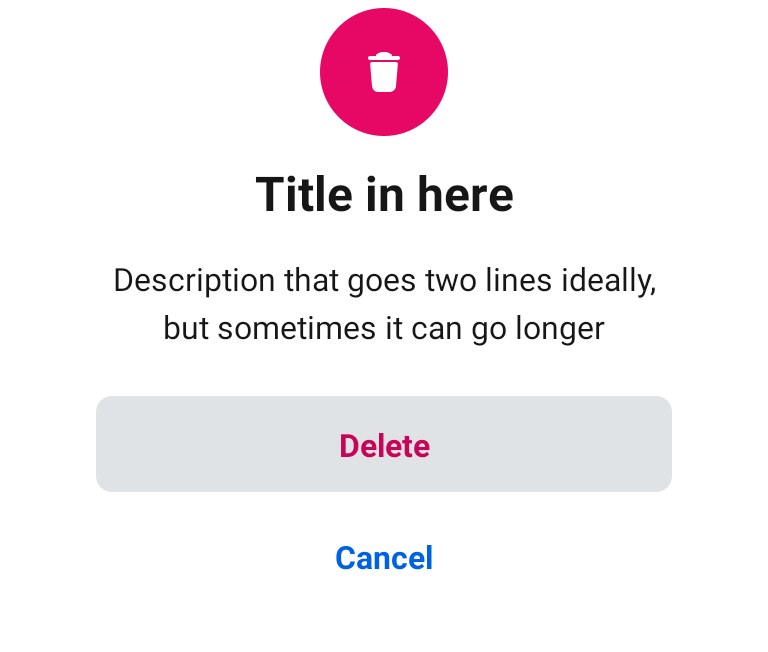 Title in here
Description that goes two lines ideally,
but sometimes it can go longer
Delete
Cancel